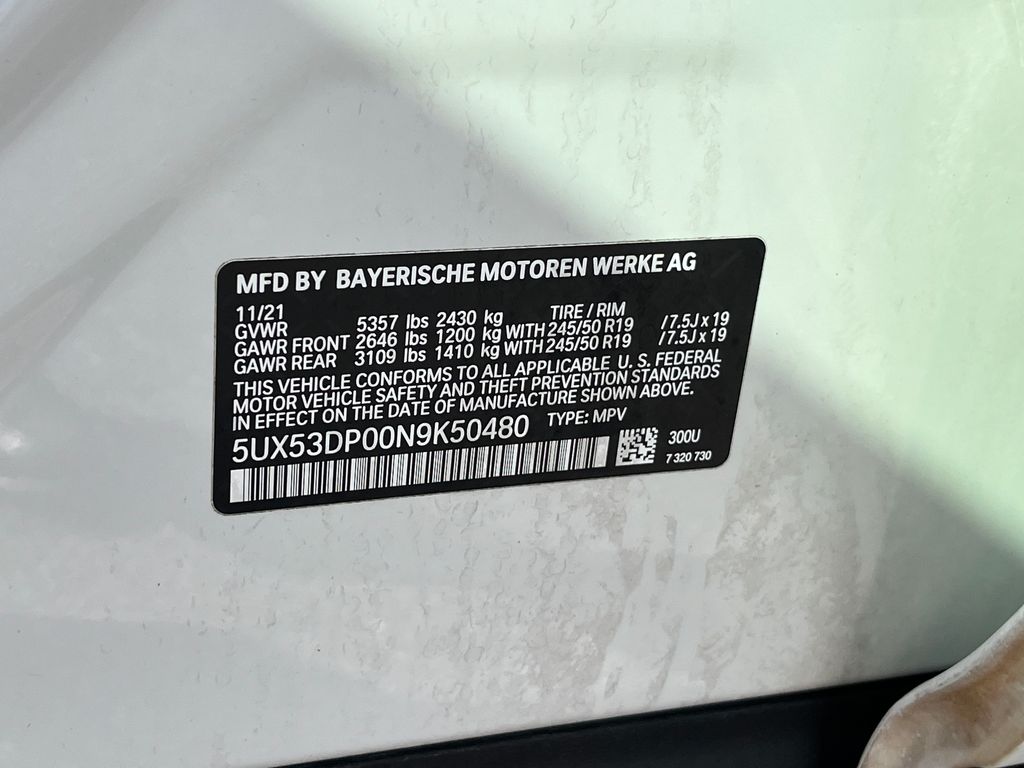 MFD BY BAYERISCHE MOTOREN WERKE AG
11/21 TIRE / RIM
GVWR 5357 lbs 2430 kg
GAWR FRONT 2646 lbs 1200 kg WITH 245/50 R19 / 7.5J x 19
GAWR REAR 3109 lbs 1410 kg WITH 245/50 R19 / 7.5J x 19
THIS VEHICLE CONFORMS TO ALL APPLICABLE U. S. FEDERAL
MOTOR VEHICLE SAFETY AND THEFT PREVENTION STANDARDS
IN EFFECT ON THE DATE OF MANUFACTURE SHOWN ABOVE.
5UX53DP00N9K50480 TYPE: MPV
300U
7 320 730